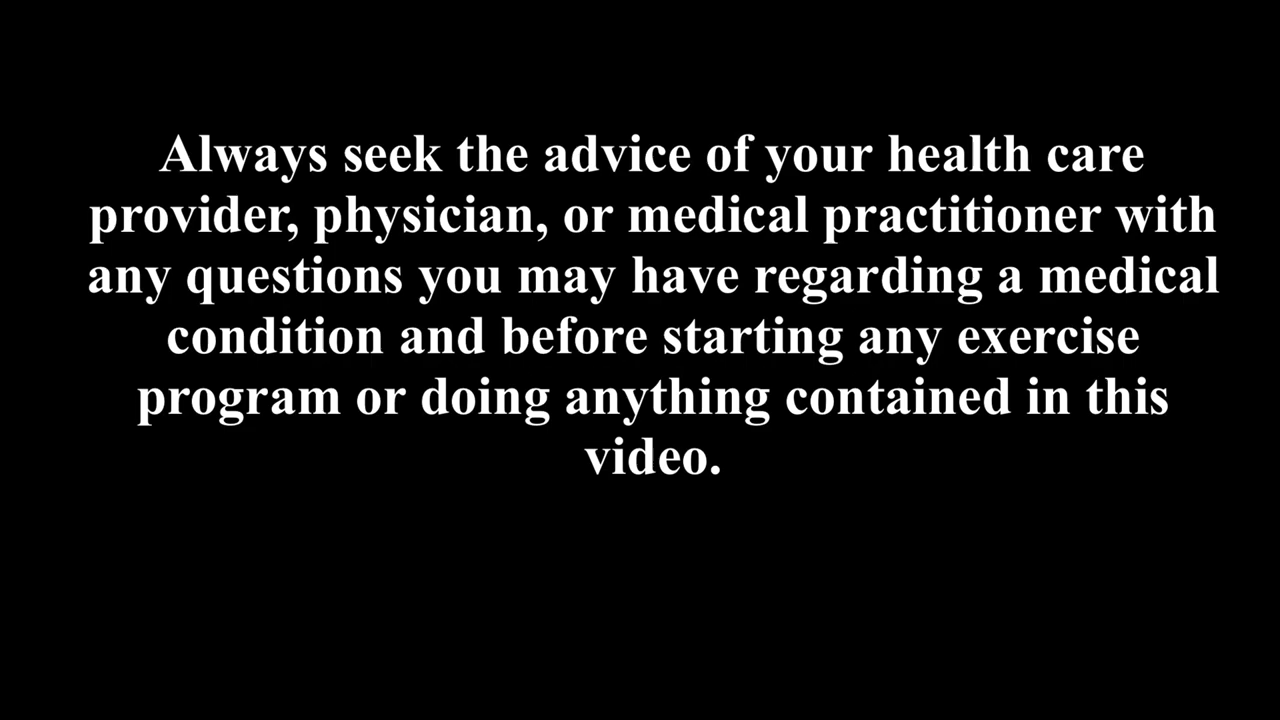 Always seek the advice of your health care
provider, physician, or medical practitioner with
any questions you may have regarding a medical
condition and before starting any exercise
program or doing anything contained in this
video.